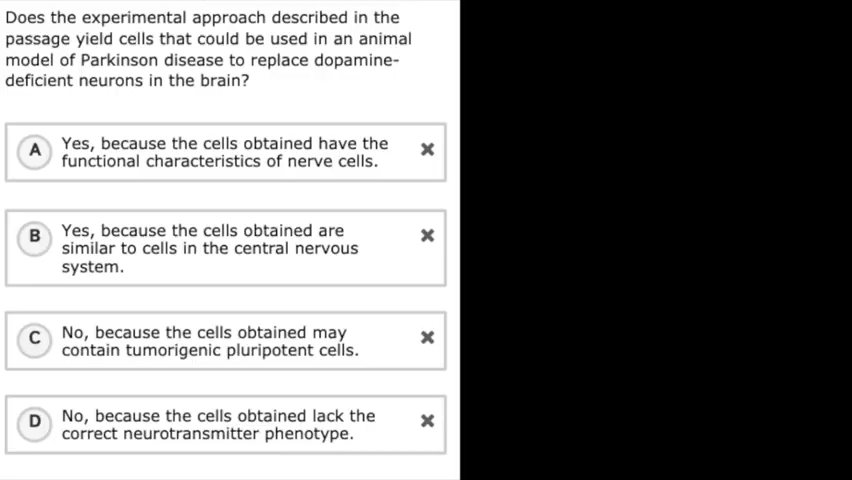 Does the experimental approach described in the
passage yield cells that could be used in an animal
model of Parkinson disease to replace dopamine-
deficient neurons in the brain?
A
Yes, because the cells obtained have the
functional characteristics of nerve cells.
B
Yes, because the cells obtained are
similar to cells in the central nervous
system.
C
No, because the cells obtained may
contain tumorigenic pluripotent cells.
D
No, because the cells obtained lack the
correct neurotransmitter phenotype.